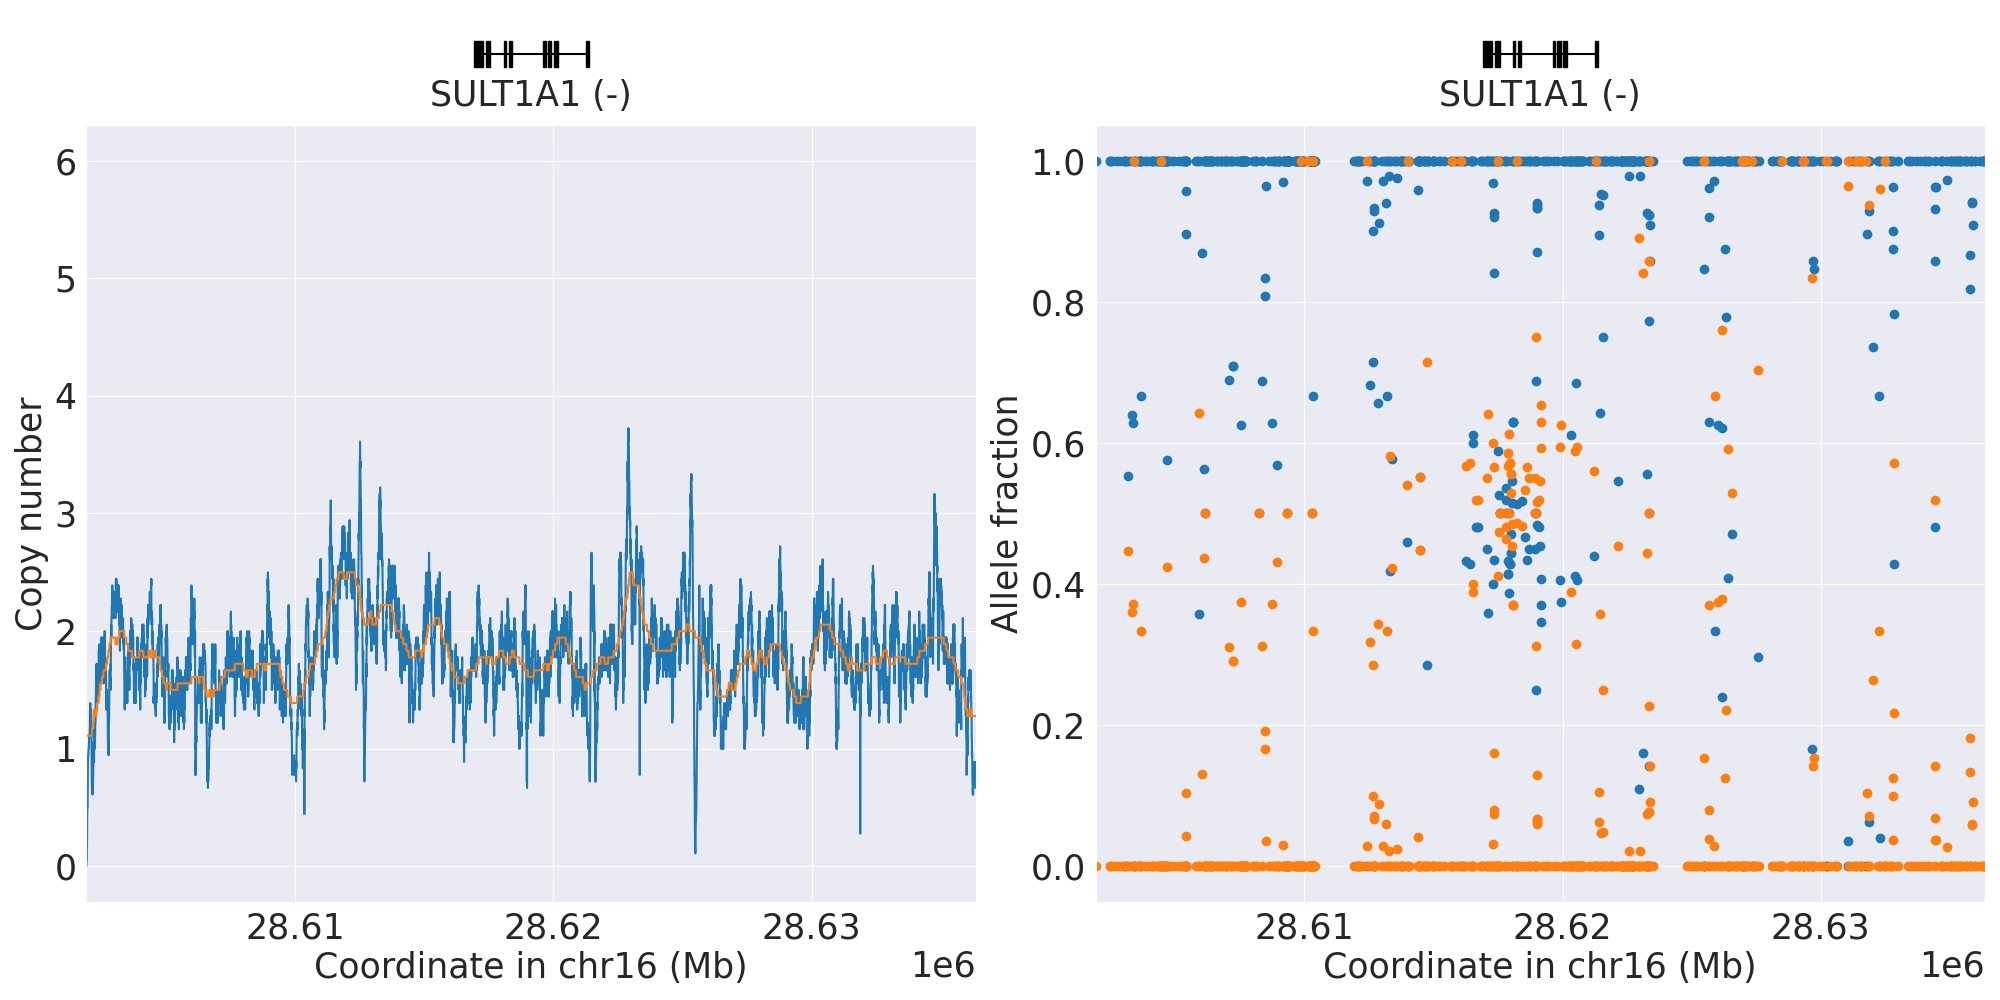 SULT1A1 (-)
6
5
4
3
2
1
0
Copy number
28.61
28.62
28.63
Coordinate in chr16 (Mb)
1e6
SULT1A1 (-)
1.0
0.8
0.6
0.4
0.2
0.0
Allele fraction
28.61
28.62
28.63
Coordinate in chr16 (Mb)
1e6